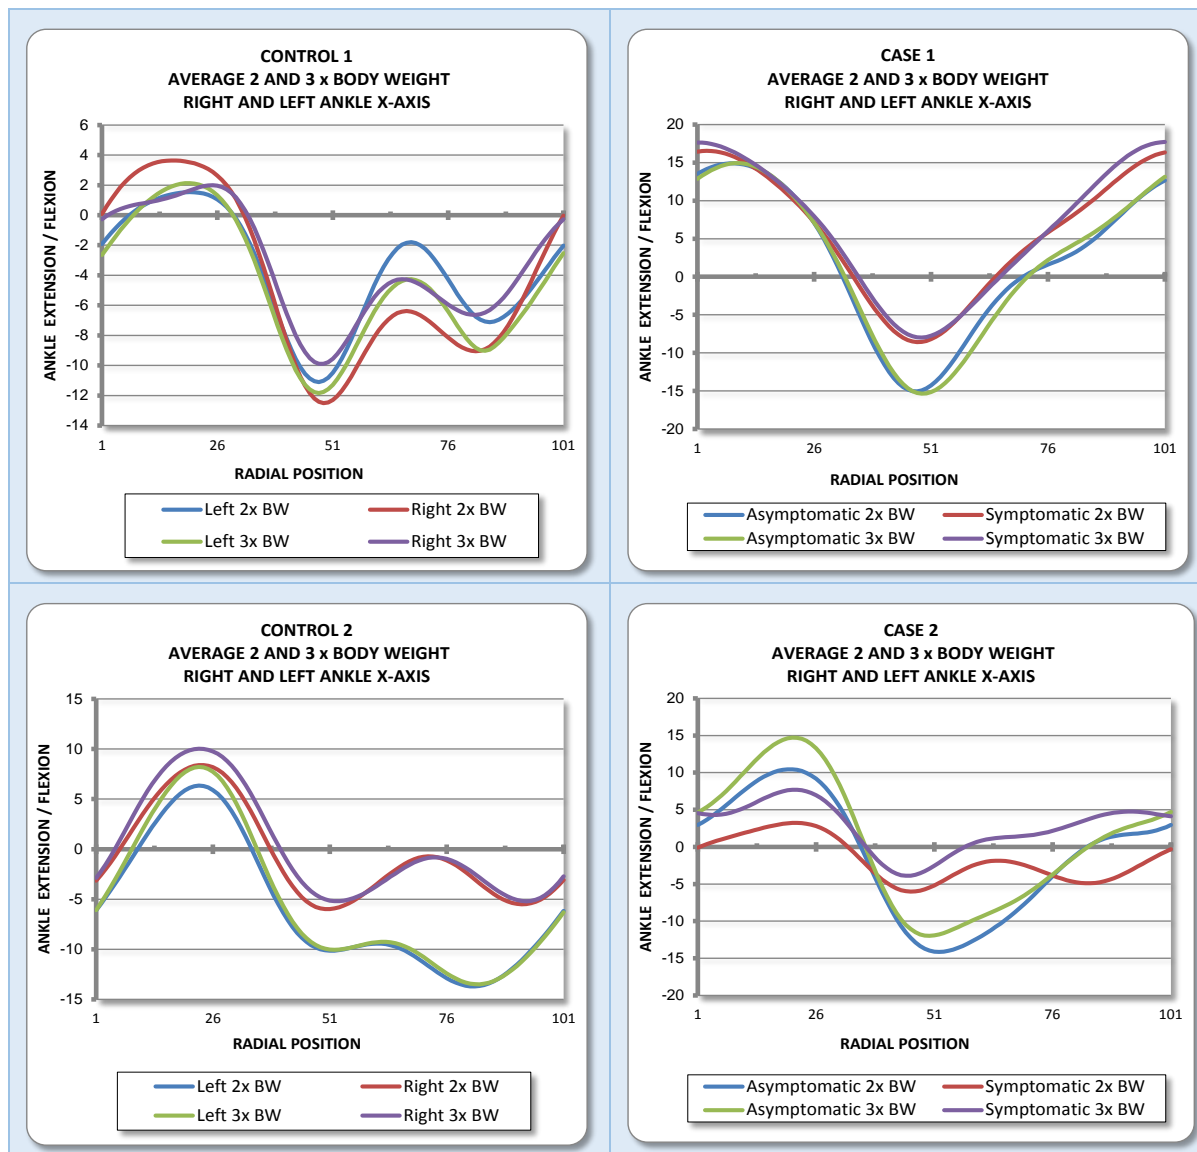 CONTROL 1
AVERAGE 2 AND 3 x BODY WEIGHT
RIGHT AND LEFT ANKLE X-AXIS
ANKLE EXTENSION / FLEXION
6
4
2
0
-2
-4
-6
-8
-10
-12
-14
1 26 51 76 101
RADIAL POSITION
Left 2x BW Right 2x BW
Left 3x BW Right 3x BW
CASE 1
AVERAGE 2 AND 3 x BODY WEIGHT
RIGHT AND LEFT ANKLE X-AXIS
ANKLE EXTENSION / FLEXION
20
15
10
5
0
-5
-10
-15
-20
1 26 51 76 101
RADIAL POSITION
Asymptomatic 2x BW Symptomatic 2x BW
Asymptomatic 3x BW Symptomatic 3x BW
CONTROL 2
AVERAGE 2 AND 3 x BODY WEIGHT
RIGHT AND LEFT ANKLE X-AXIS
ANKLE EXTENSION / FLEXION
15
10
5
0
-5
-10
-15
1 26 51 76 101
RADIAL POSITION
Left 2x BW Right 2x BW
Left 3x BW Right 3x BW
CASE 2
AVERAGE 2 AND 3 x BODY WEIGHT
RIGHT AND LEFT ANKLE X-AXIS
ANKLE EXTENSION / FLEXION
20
15
10
5
0
-5
-10
-15
-20
1 26 51 76 101
RADIAL POSITION
Asymptomatic 2x BW Symptomatic 2x BW
Asymptomatic 3x BW Symptomatic 3x BW